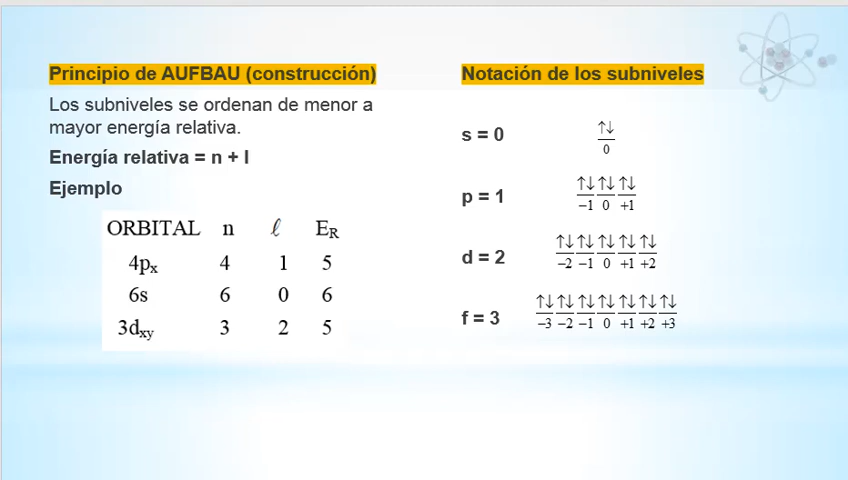 Principio de AUFBAU (construcción)
Los subniveles se ordenan de menor a
mayor energía relativa.
Energía relativa = n + l
Ejemplo
ORBITAL n ℓ E_R
4p_x 4 1 5
6s 6 0 6
3d_xy 3 2 5
Notación de los subniveles
s = 0
↑↓
0
p = 1
↑↓ ↑↓ ↑↓
−1 0 +1
d = 2
↑↓ ↑↓ ↑↓ ↑↓ ↑↓
−2 −1 0 +1 +2
f = 3
↑↓ ↑↓ ↑↓ ↑↓ ↑↓ ↑↓ ↑↓
−3 −2 −1 0 +1 +2 +3